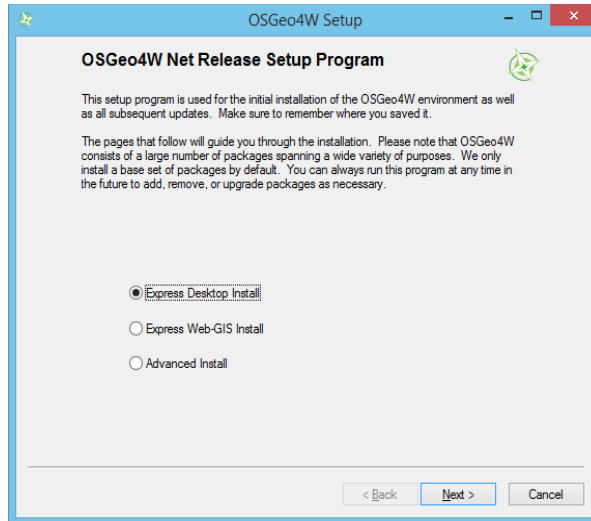 OSGeo4W Setup
OSGeo4W Net Release Setup Program
This setup program is used for the initial installation of the OSGeo4W environment as well
as all subsequent updates.  Make sure to remember where you saved it.
The pages that follow will guide you through the installation.  Please note that OSGeo4W
consists of a large number of packages spanning a wide variety of purposes.  We only
install a base set of packages by default.  You can always run this program at any time in
the future to add, remove, or upgrade packages as necessary.
Express Desktop Install
Express Web-GIS Install
Advanced Install
< Back Next > Cancel